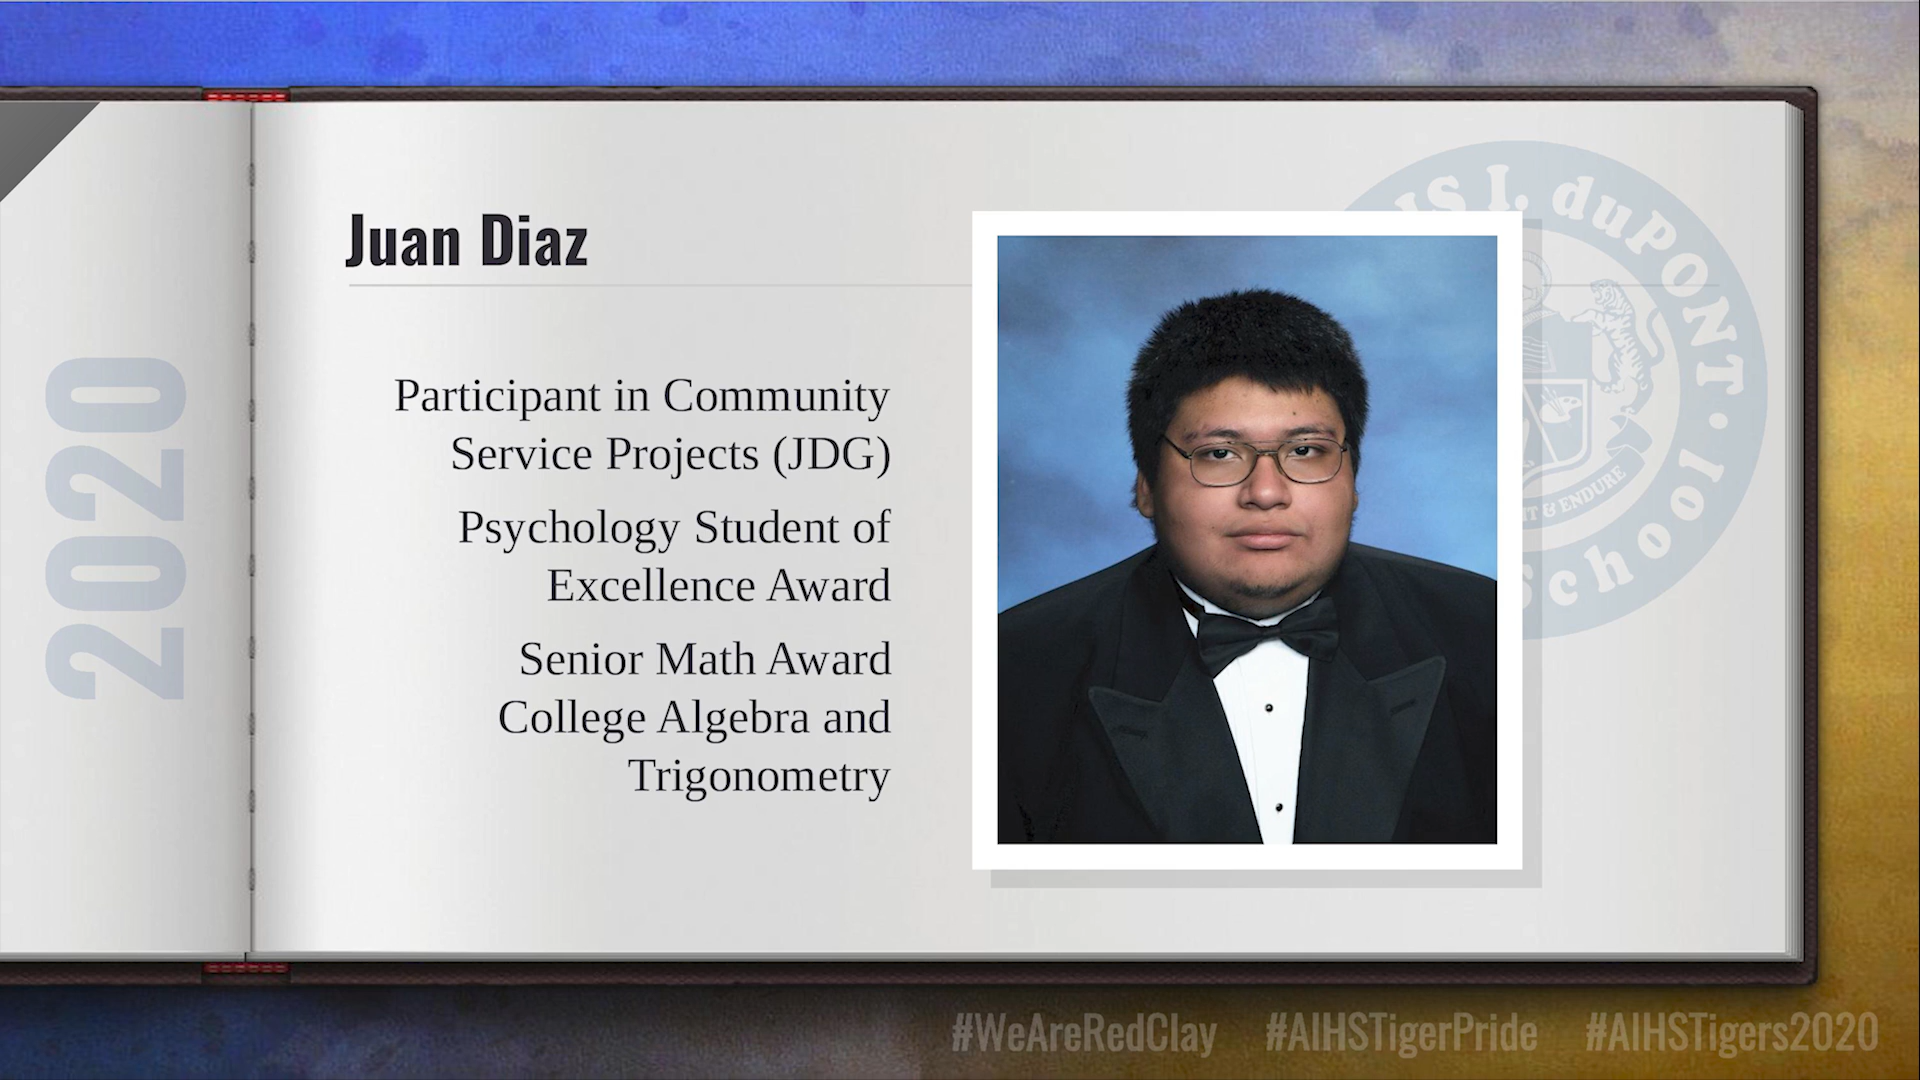 2020
Juan Diaz
Participant in Community
Service Projects (JDG)
Psychology Student of
Excellence Award
Senior Math Award
College Algebra and
Trigonometry
S I. duPONT · School
& ENDURE
#WeAreRedClay #AIHSTigerPride #AIHSTigers2020